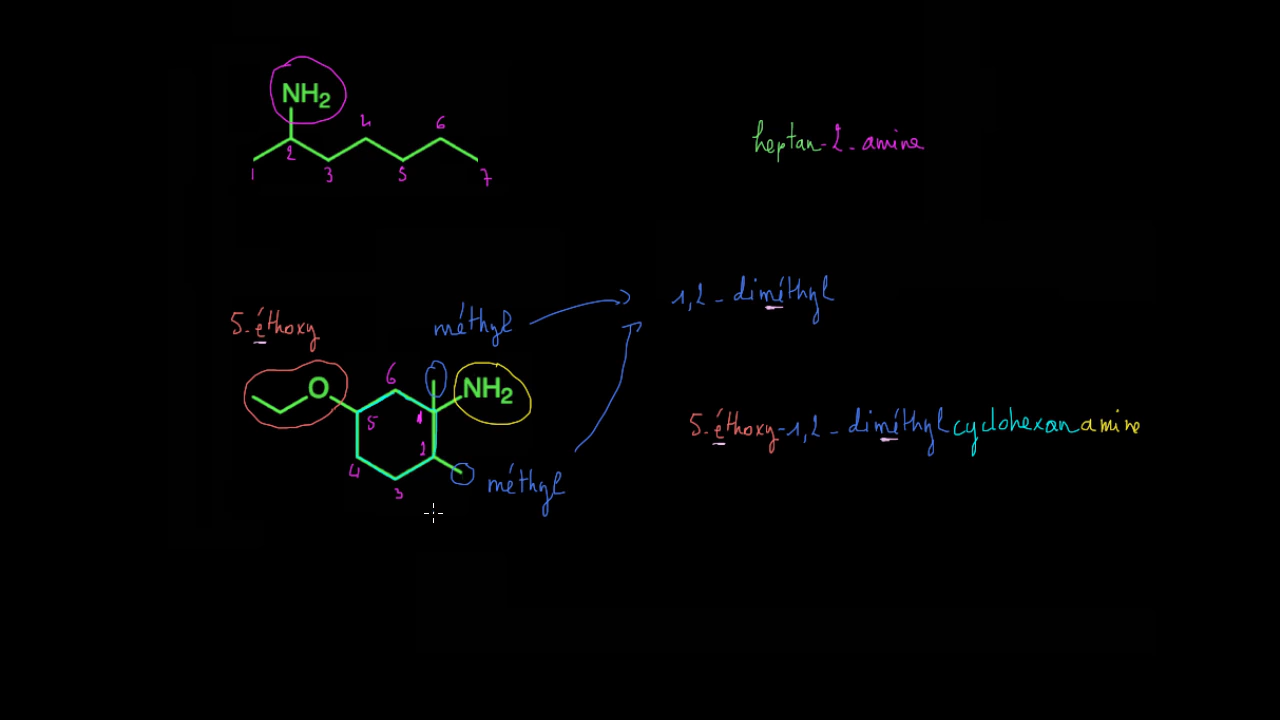 NH2
1 2 3 4 5 6 7
heptan-2-amine
5-éthoxy
méthyl
1,2-diméthyl
O
NH2
1 2 3 4 5 6
méthyl
5-éthoxy-1,2-diméthylcyclohexanamine